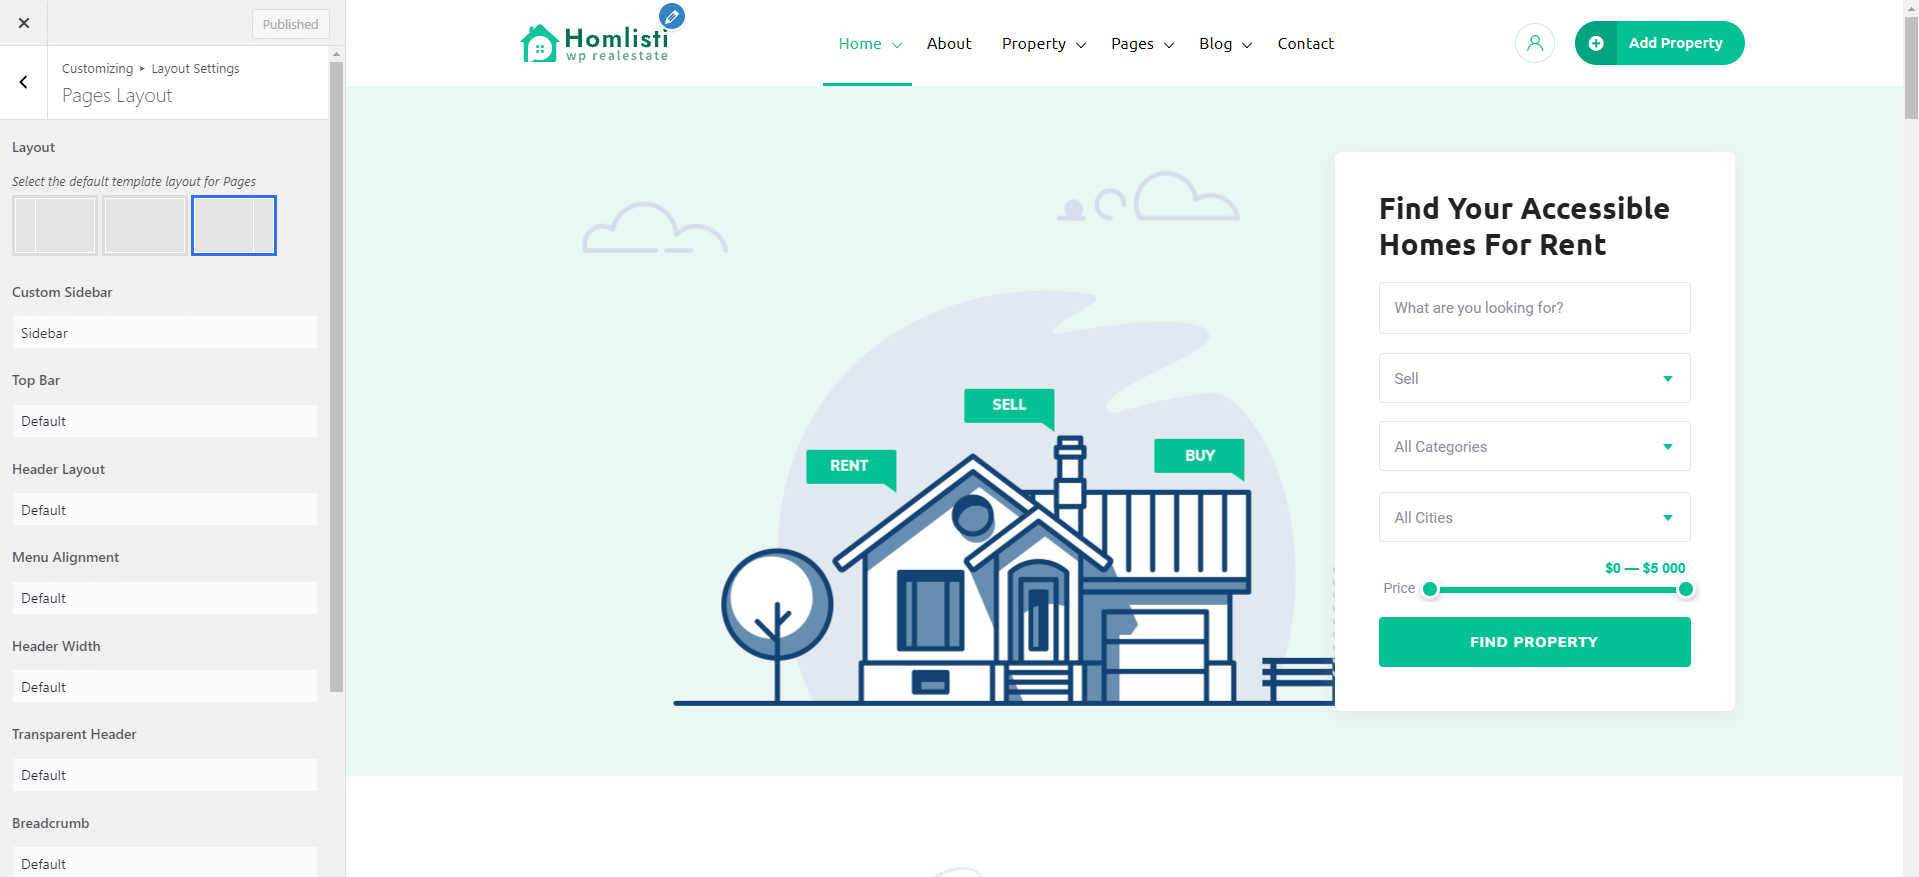 Published
Customizing ▸ Layout Settings
Pages Layout
Layout
Select the default template layout for Pages
Custom Sidebar
Sidebar
Top Bar
Default
Header Layout
Default
Menu Alignment
Default
Header Width
Default
Transparent Header
Default
Breadcrumb
Default
Homlisti
wp realestate
Home
About
Property
Pages
Blog
Contact
Add Property
SELL
RENT
BUY
Find Your Accessible
Homes For Rent
What are you looking for?
Sell
All Categories
All Cities
$0 — $5 000
Price
FIND PROPERTY